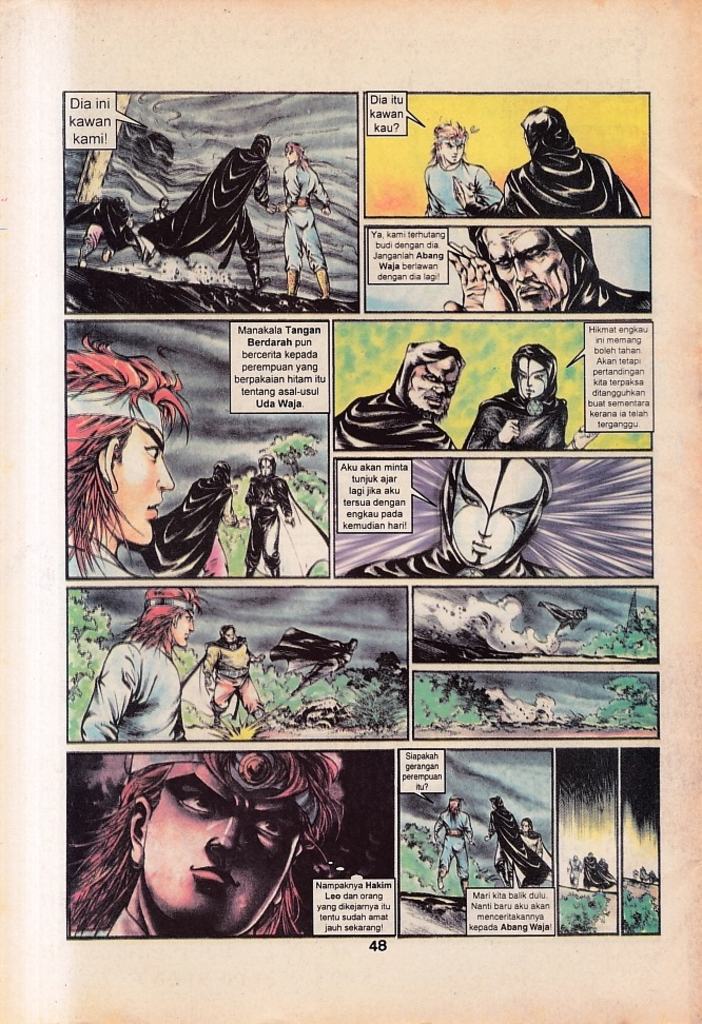 Dia ini
kawan
kami!
Dia itu
kawan
kau?
Ya, kami terhutang
budi dengan dia.
Janganlah Abang
Waja berlawan
dengan dia lagi!
Manakala Tangan
Berdarah pun
bercerita kepada
perempuan yang
berpakaian hitam itu
tentang asal-usul
Uda Waja.
Hikmat engkau
ini memang
boleh tahan.
Akan tetapi
pertandingan
kita terpaksa
ditangguhkan
buat sementara
kerana ia telah
terganggu.
Aku akan minta
tunjuk ajar
lagi jika aku
tersua dengan
engkau pada
kemudian hari!
Nampaknya Hakim
Leo dan orang
yang dikejarnya itu
tentu sudah amat
jauh sekarang!
Siapakah
gerangan
perempuan
itu?
Mari kita balik dulu.
Nanti baru aku akan
menceritakannya
kepada Abang Waja!
48